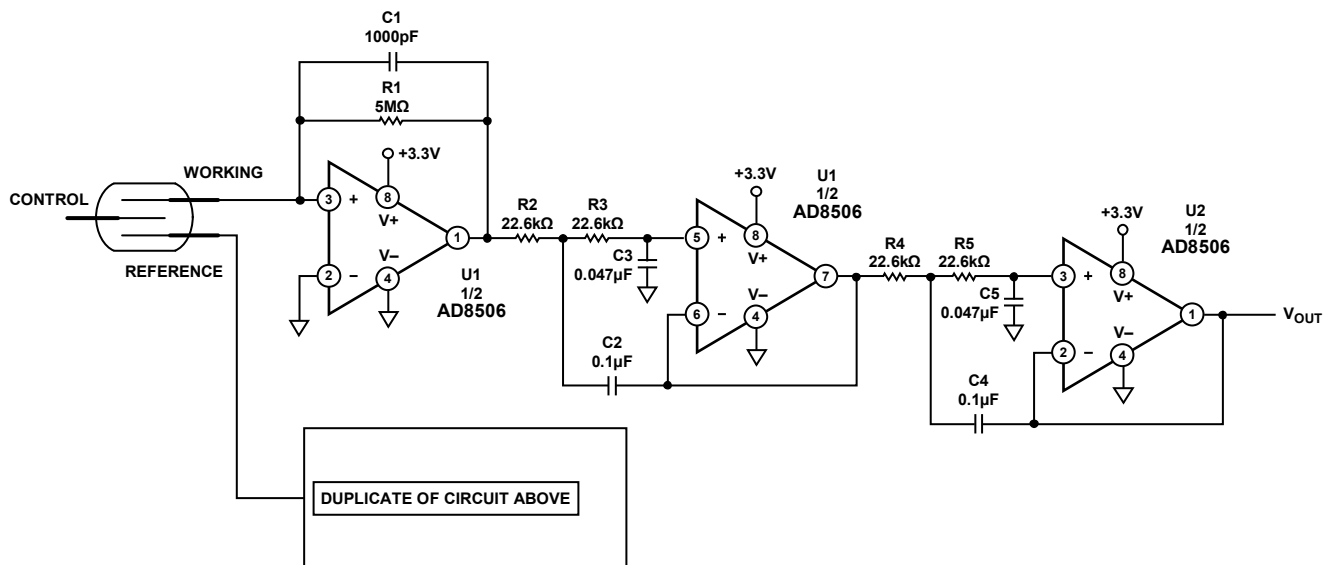 C1
1000pF
R1
5MΩ
+3.3V
WORKING
CONTROL
REFERENCE
3
+
8
V+
1
2
−
V−
4
U1
1/2
AD8506
R2
22.6kΩ
R3
22.6kΩ
C3
0.047µF
C2
0.1µF
+3.3V
U1
1/2
AD8506
5
+
8
V+
7
6
−
V−
4
R4
22.6kΩ
R5
22.6kΩ
C5
0.047µF
C4
0.1µF
+3.3V
U2
1/2
AD8506
3
+
8
V+
1
2
−
V−
4
VOUT
DUPLICATE OF CIRCUIT ABOVE